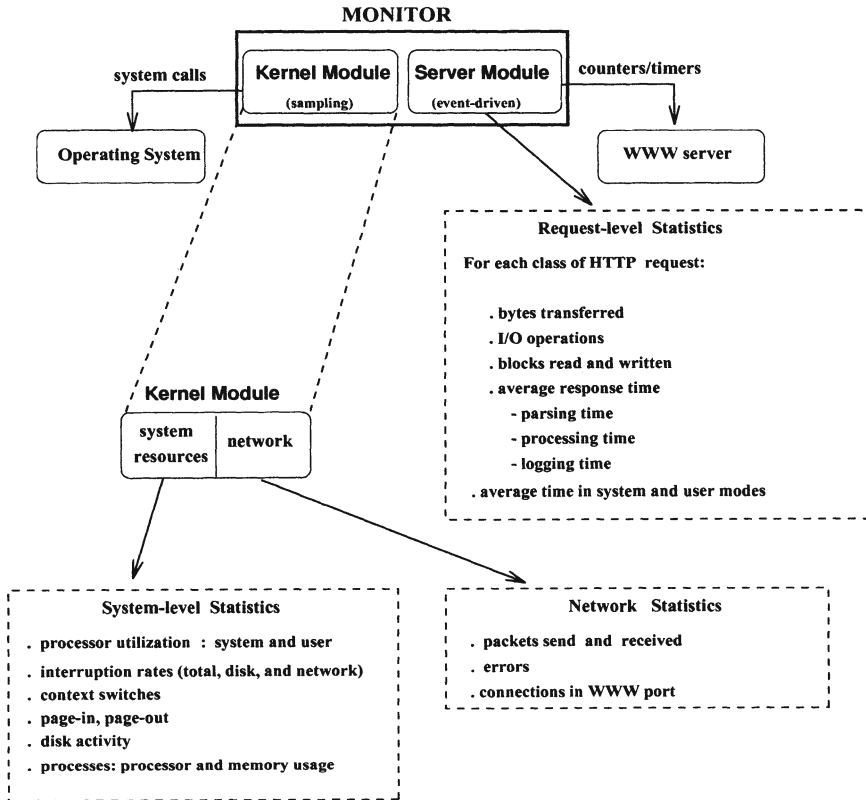 MONITOR
system calls
Kernel Module
(sampling)
Server Module
(event-driven)
counters/timers
Operating System
WWW server
Request-level Statistics
For each class of HTTP request:
. bytes transferred
. I/O operations
. blocks read and written
. average response time
- parsing time
- processing time
- logging time
. average time in system and user modes
Kernel Module
system
resources
network
System-level Statistics
. processor utilization : system and user
. interruption rates (total, disk, and network)
. context switches
. page-in, page-out
. disk activity
. processes: processor and memory usage
Network Statistics
. packets send and received
. errors
. connections in WWW port